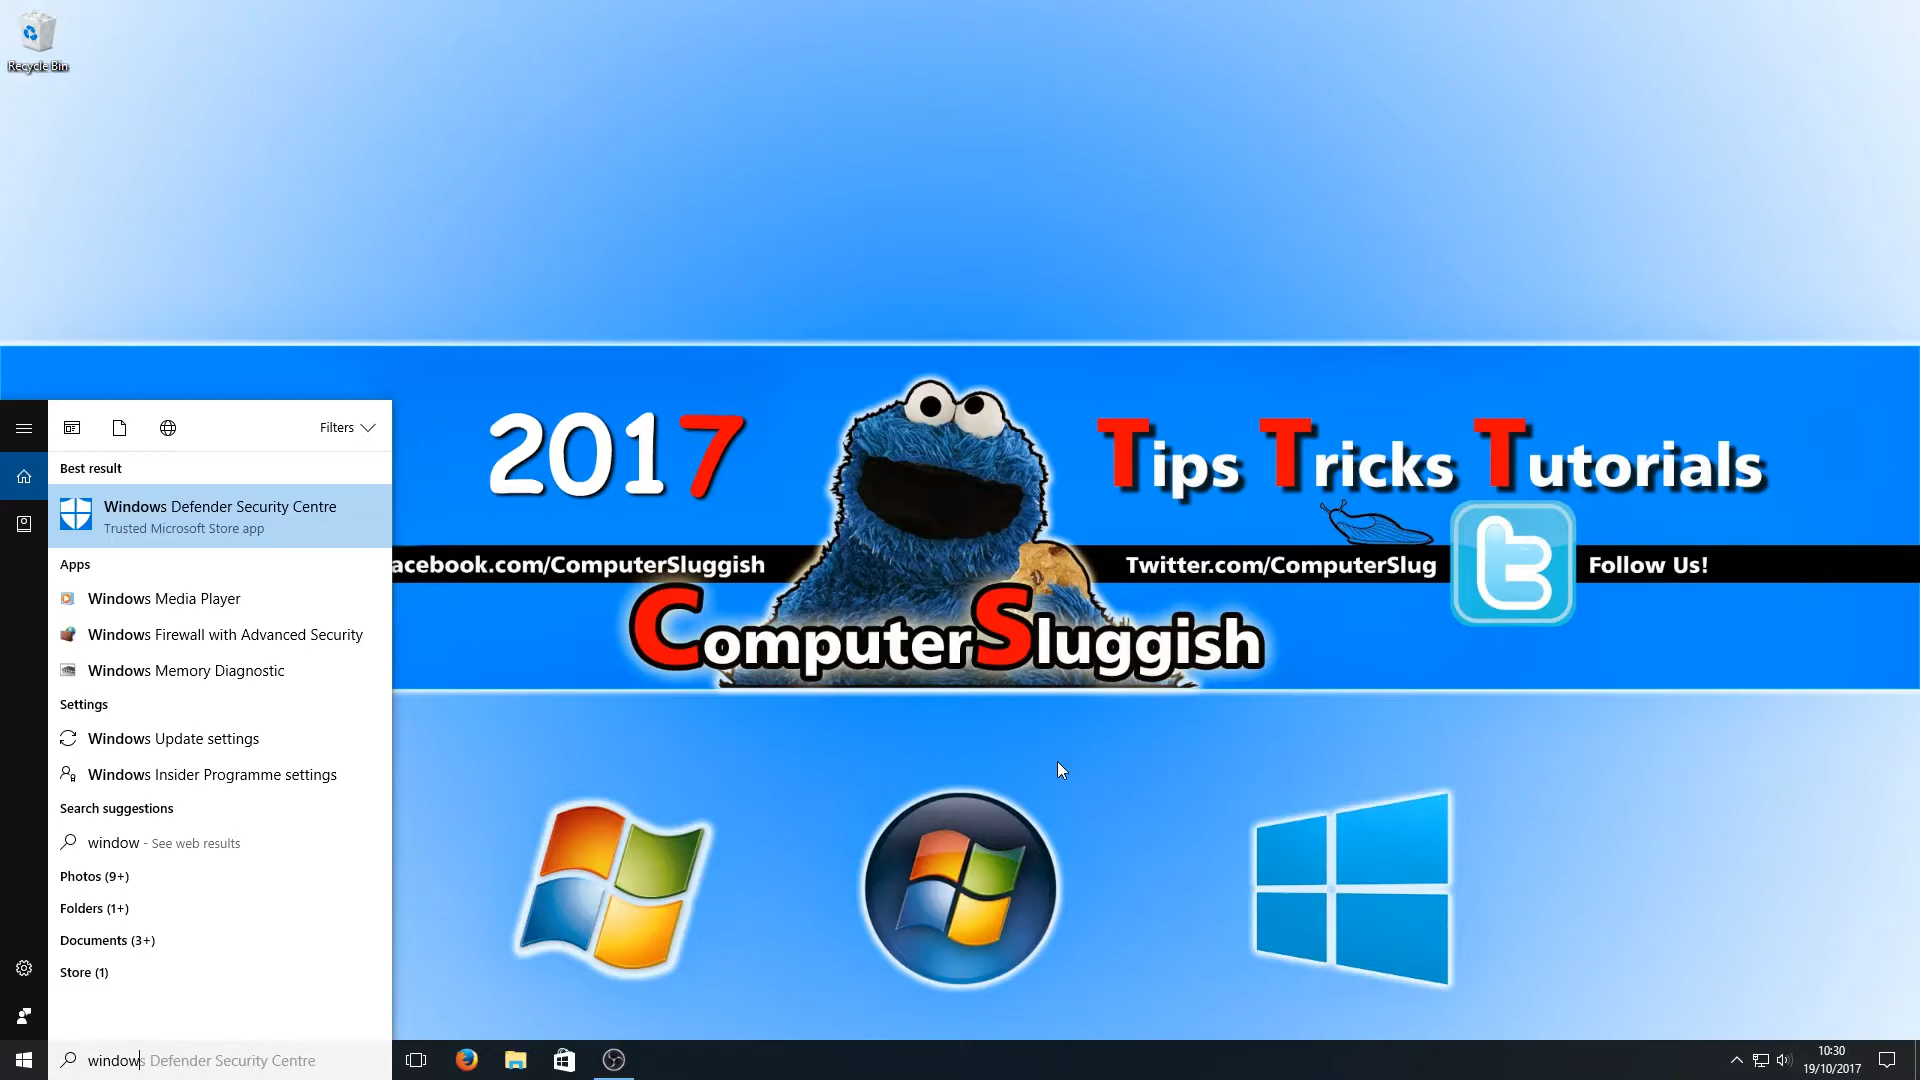 Recycle Bin
2017
Tips Tricks Tutorials
acebook.com/ComputerSluggish
Twitter.com/ComputerSlug
Follow Us!
ComputerSluggish
Filters
Best result
Windows Defender Security Centre
Trusted Microsoft Store app
Apps
Windows Media Player
Windows Firewall with Advanced Security
Windows Memory Diagnostic
Settings
Windows Update settings
Windows Insider Programme settings
Search suggestions
window - See web results
Photos (9+)
Folders (1+)
Documents (3+)
Store (1)
windows Defender Security Centre
10:30
19/10/2017